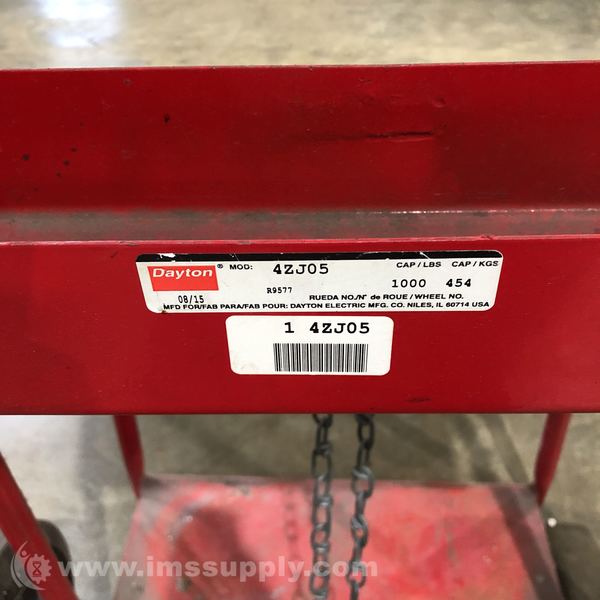 Dayton® MOD: 4ZJ05 CAP/LBS CAP/KGS
R9577 1000 454
08/15 RUEDA NO./N° de ROUE/WHEEL NO.
MFD FOR/FAB PARA/FAB POUR: DAYTON ELECTRIC MFG. CO. NILES, IL 60714 USA
1 4ZJ05
www.imssupply.com